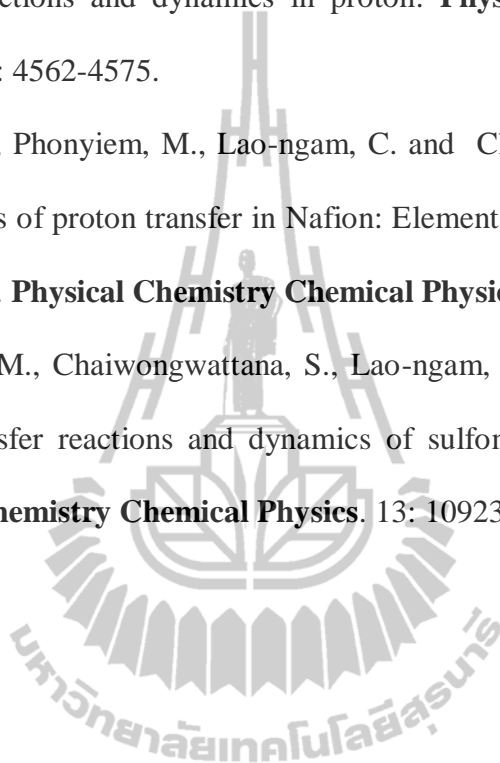 ctions and dynamics in proton. Phys
: 4562-4575.
Phonyiem, M., Lao-ngam, C. and
s of proton transfer in Nafion: Element
. Physical Chemistry Chemical Physic
M., Chaiwongwattana, S., Lao-ngam,
sfer reactions and dynamics of sulfon
hemistry Chemical Physics. 13: 10923
มหาวิทยาลัยเทคโนโลยีสุรนารี